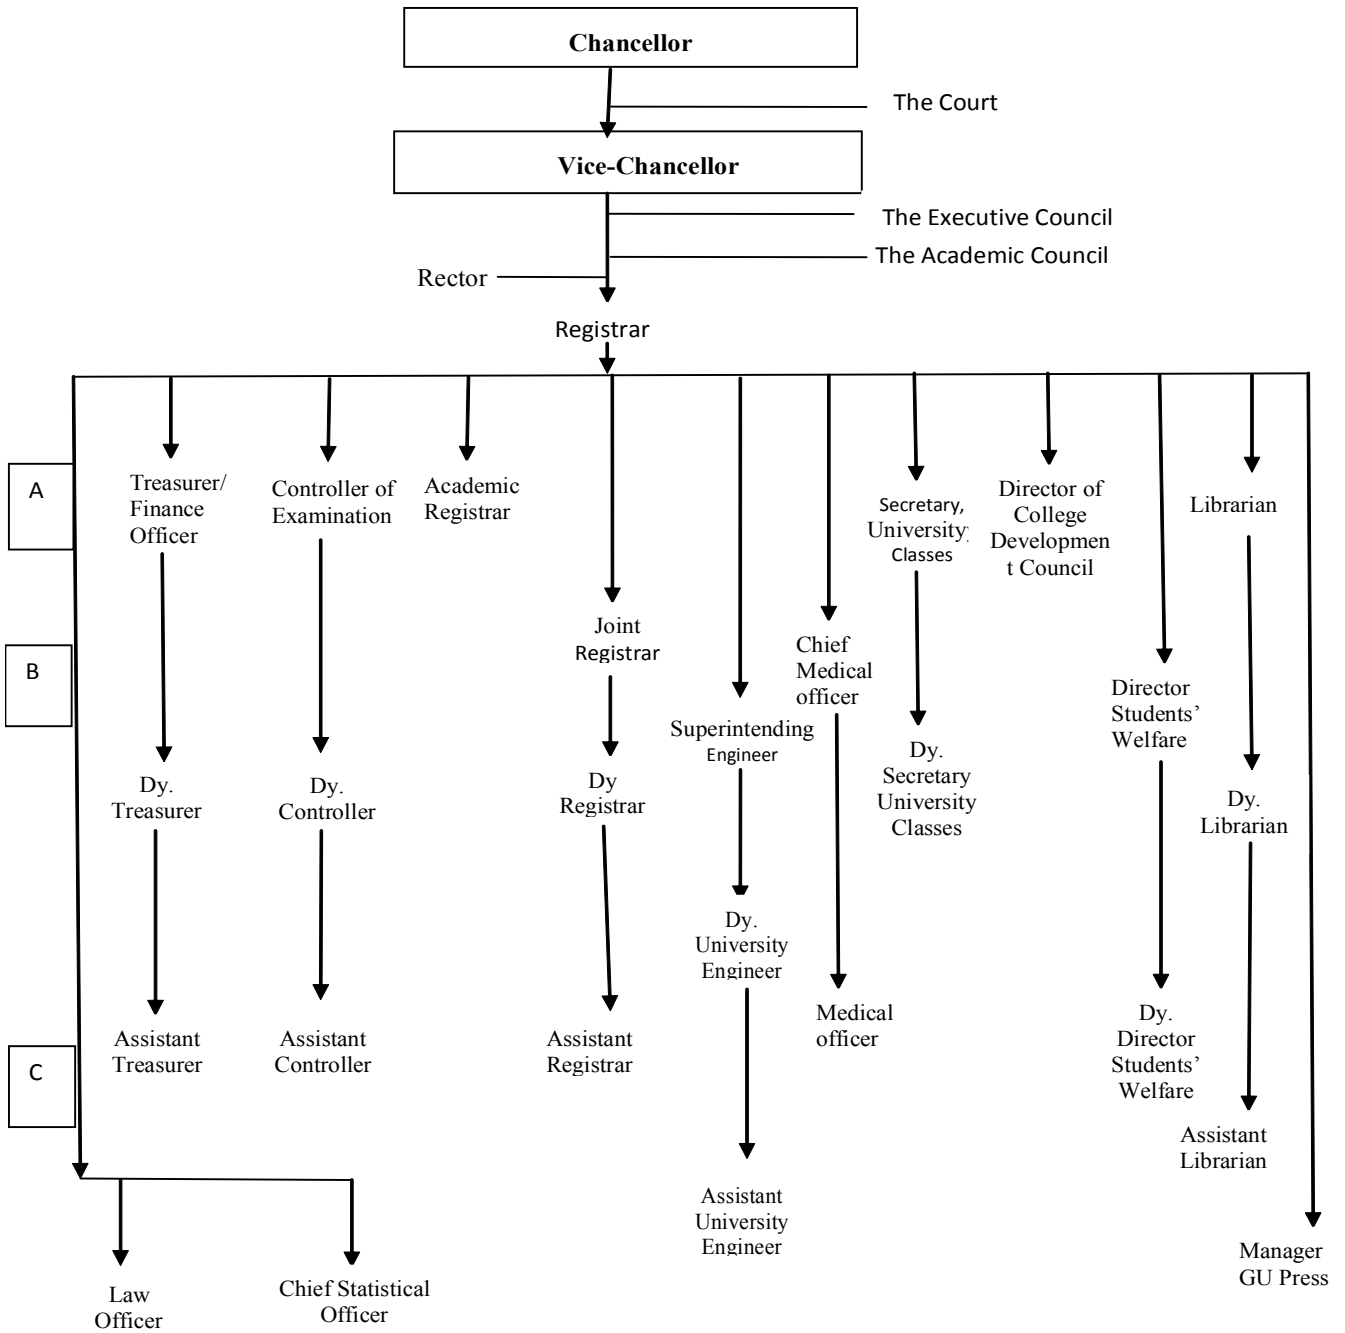 Chancellor
The Court
Vice-Chancellor
The Executive Council
The Academic Council
Rector
Registrar
A
Treasurer/
Finance
Officer
Controller of
Examination
Academic
Registrar
Secretary,
University
Classes
Director of
College
Developmen
t Council
Librarian
B
Joint
Registrar
Superintending
Engineer
Chief
Medical
officer
Director
Students’
Welfare
Dy.
Treasurer
Dy.
Controller
Dy
Registrar
Dy.
Secretary
University
Classes
Dy.
Librarian
Dy.
University
Engineer
C
Assistant
Treasurer
Assistant
Controller
Assistant
Registrar
Medical
officer
Dy.
Director
Students’
Welfare
Assistant
Librarian
Assistant
University
Engineer
Law
Officer
Chief Statistical
Officer
Manager
GU Press